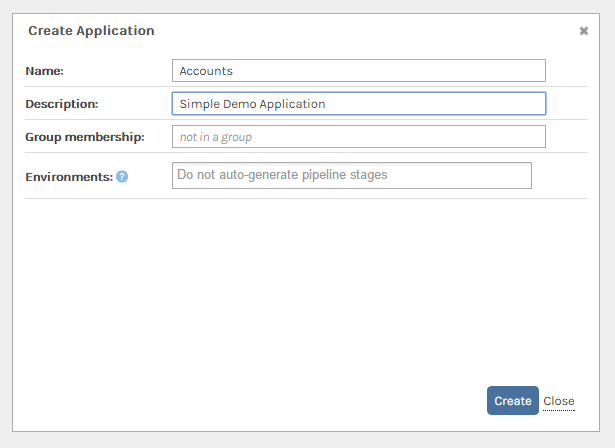 Create Application
Name: Accounts
Description: Simple Demo Application
Group membership: not in a group
Environments: ? Do not auto-generate pipeline stages
Create Close